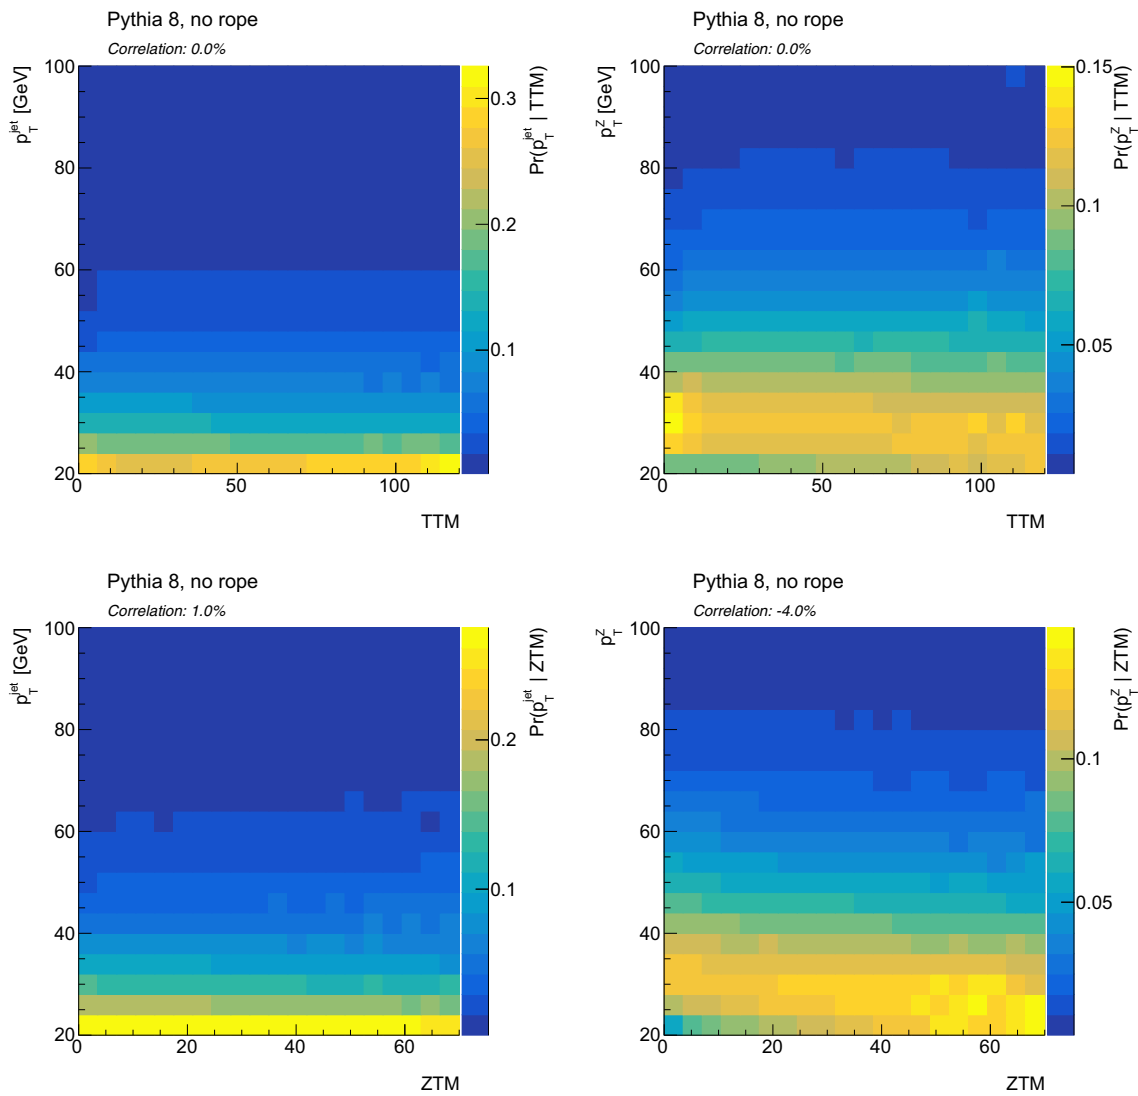 Pythia 8, no rope
Correlation: 0.0%
p_T^jet [GeV]
100
80
60
40
20
0
50
100
TTM
0.3
0.2
0.1
Pr(p_T^jet | TTM)
Pythia 8, no rope
Correlation: 0.0%
p_T^Z [GeV]
100
80
60
40
20
0
50
100
TTM
0.15
0.1
0.05
Pr(p_T^Z | TTM)
Pythia 8, no rope
Correlation: 1.0%
p_T^jet [GeV]
100
80
60
40
20
0
20
40
60
ZTM
0.2
0.1
Pr(p_T^jet | ZTM)
Pythia 8, no rope
Correlation: -4.0%
p_T^Z
100
80
60
40
20
0
20
40
60
ZTM
0.1
0.05
Pr(p_T^Z | ZTM)